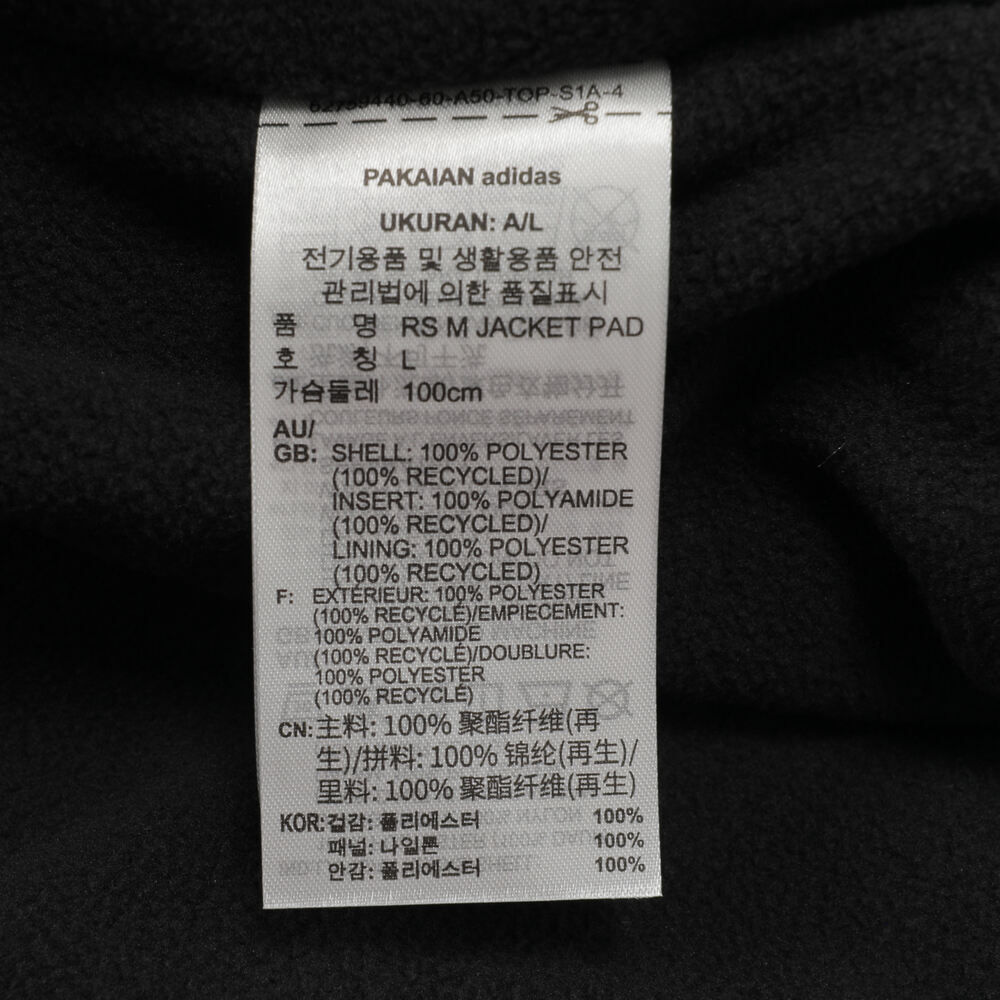 62759440-60-A50-TOP-S1A-4
PAKAIAN adidas
UKURAN: A/L
전기용품 및 생활용품 안전
관리법에 의한 품질표시
품 명 RS M JACKET PAD
호 칭 L
가슴둘레 100cm
AU/
GB: SHELL: 100% POLYESTER
(100% RECYCLED)/
INSERT: 100% POLYAMIDE
(100% RECYCLED)/
LINING: 100% POLYESTER
(100% RECYCLED)
F: EXTÉRIEUR: 100% POLYESTER
(100% RECYCLÉ)/EMPIECEMENT:
100% POLYAMIDE
(100% RECYCLÉ)/DOUBLURE:
100% POLYESTER
(100% RECYCLÉ)
CN: 主料: 100% 聚酯纤维(再
生)/拼料: 100% 锦纶(再生)/
里料: 100% 聚酯纤维(再生)
KOR: 겉감: 폴리에스터 100%
패널: 나일론 100%
안감: 폴리에스터 100%